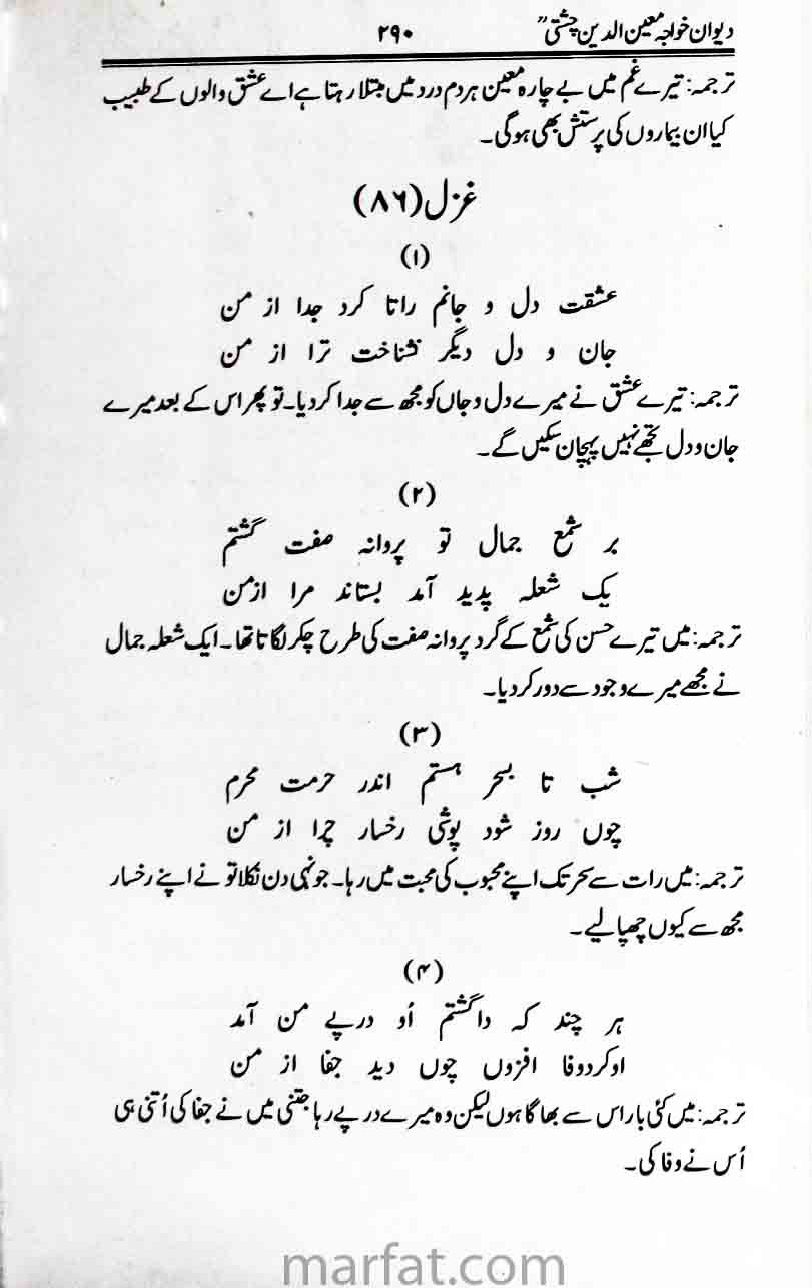 دیوان خواجہ معین الدین چشتیؒ ۲۹۰
ترجمہ: تیرے غم میں بے چارہ معین ہر دم درد میں مبتلا رہتا ہے اے عشق والوں کے طبیب
کیا ان بیماروں کی پرسشش بھی ہوگی۔
غزل (۸۶)
(۱)
عشقت دل و جانم راتا کرد جدا از من
جان و دل دیگر نشناخت ترا از من
ترجمہ: تیرے عشق نے میرے دل و جاں کو مجھ سے جدا کردیا۔ تو پھر اس کے بعد میرے
جان و دل تجھے نہیں پہچان سکیں گے۔
(۲)
بر شمع جمال تو پروانہ صفت گشتم
یک شعلہ پدید آمد بستاند مرا ازمن
ترجمہ: میں تیرے حسن کی شمع کے گرد پروانہ صفت کی طرح چکر لگاتا تھا۔ ایک شعلہ جمال
نے مجھے میرے وجود سے دور کردیا۔
(۳)
شب تا بسحر ہستم اندر حرمت محرم
چوں روز شود پوشی رخسار چرا از من
ترجمہ: میں رات سے سحر تک اپنے محبوب کی محبت میں رہا۔ جونہی دن نکلا تو نے اپنے رخسار
مجھ سے کیوں چھپا لیے۔
(۴)
ہر چند کہ داگشتم اُو درپے من آمد
اوکردوفا افزوں چوں دید جفا از من
ترجمہ: میں کئی بار اس سے بھاگا ہوں لیکن وہ میرے درپے رہا جتنی میں نے جفا کی اُتنی ہی
اُس نے وفا کی۔
marfat.com